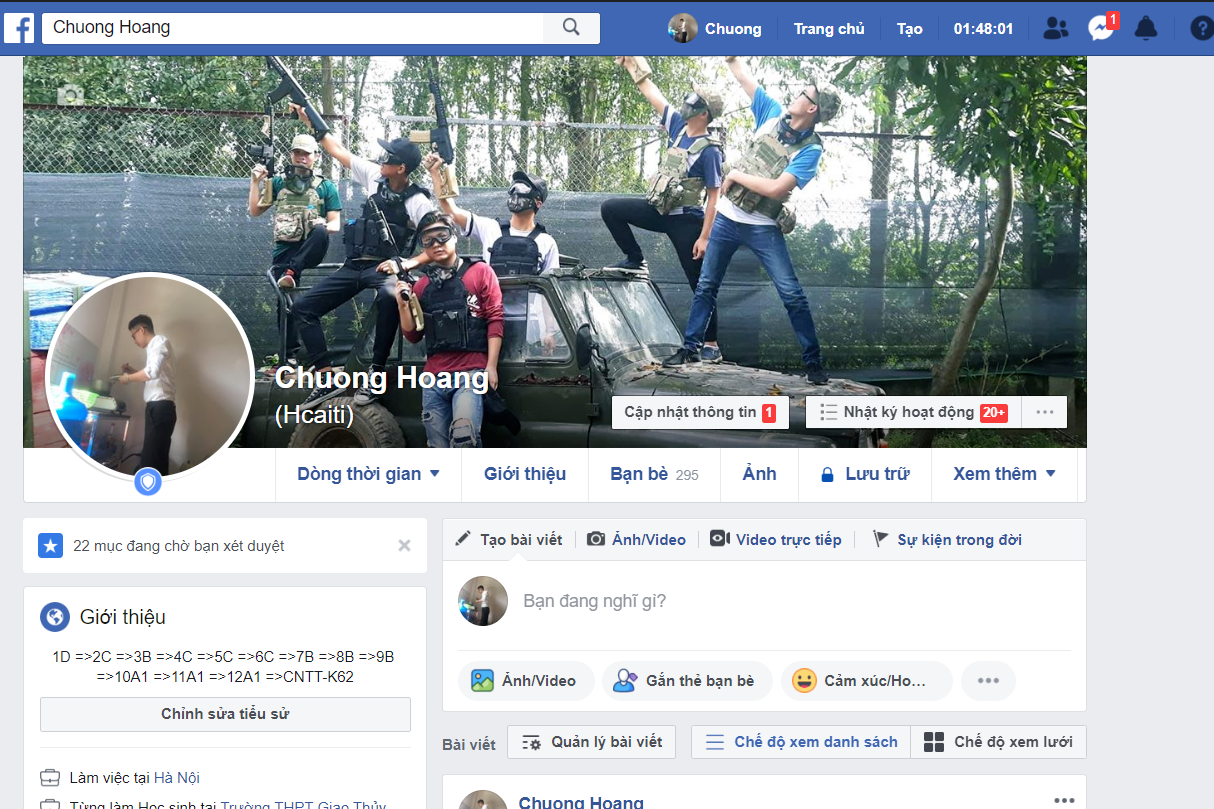 f Chuong Hoang Chuong Trang chủ Tạo 01:48:01 1 ?
Chuong Hoang
(Hcaiti)
Cập nhật thông tin 1 Nhật ký hoạt động 20+
Dòng thời gian Giới thiệu Bạn bè 295 Ảnh Lưu trữ Xem thêm
22 mục đang chờ bạn xét duyệt
Tạo bài viết Ảnh/Video Video trực tiếp Sự kiện trong đời
Bạn đang nghĩ gì?
Giới thiệu
1D =>2C =>3B =>4C =>5C =>6C =>7B =>8B =>9B
=>10A1 =>11A1 =>12A1 =>CNTT-K62
Chỉnh sửa tiểu sử
Ảnh/Video Gắn thẻ bạn bè Cảm xúc/Ho...
Bài viết Quản lý bài viết Chế độ xem danh sách Chế độ xem lưới
Làm việc tại Hà Nội
Từng làm Học sinh tại Trường THPT Giao Thủy
Chuong Hoang